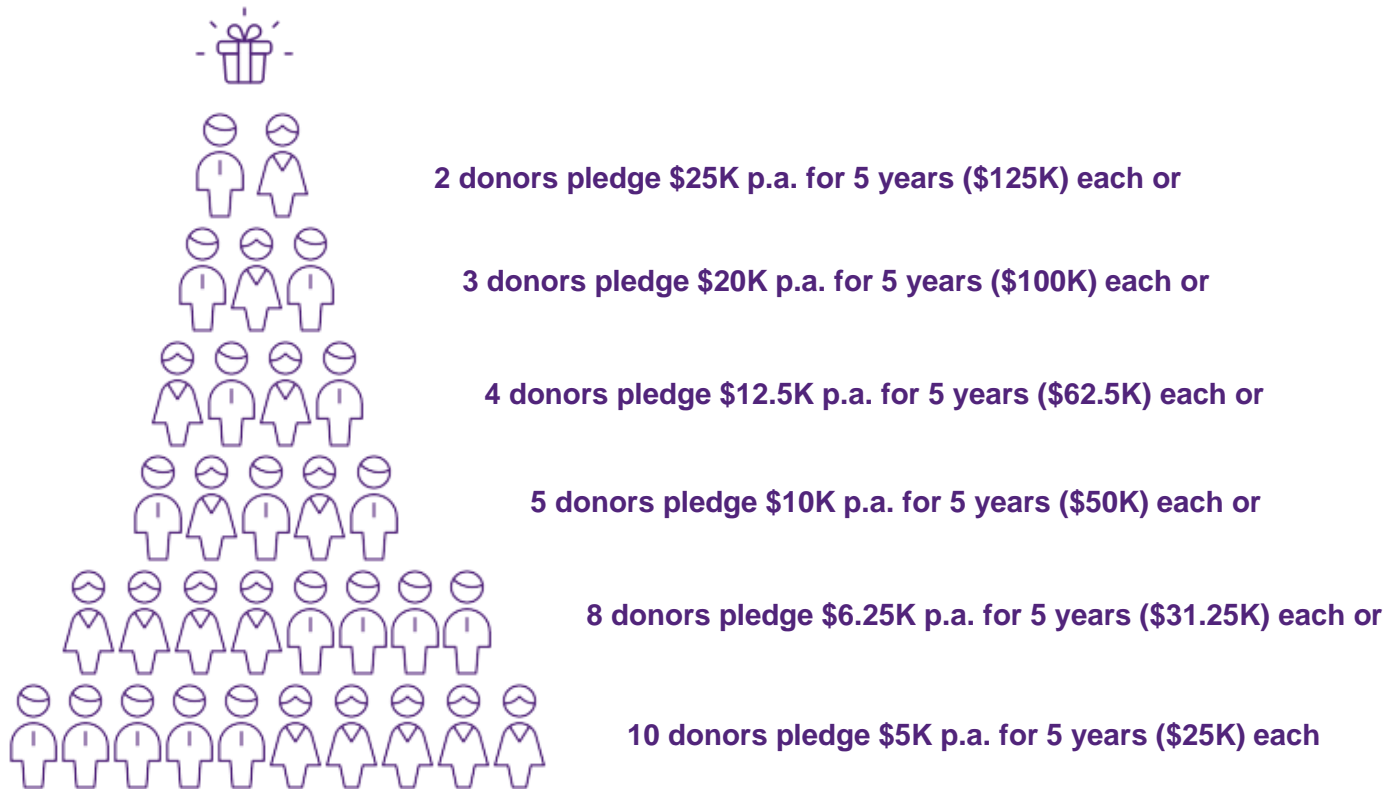 2 donors pledge $25K p.a. for 5 years ($125K) each or
3 donors pledge $20K p.a. for 5 years ($100K) each or
4 donors pledge $12.5K p.a. for 5 years ($62.5K) each or
5 donors pledge $10K p.a. for 5 years ($50K) each or
8 donors pledge $6.25K p.a. for 5 years ($31.25K) each or
10 donors pledge $5K p.a. for 5 years ($25K) each